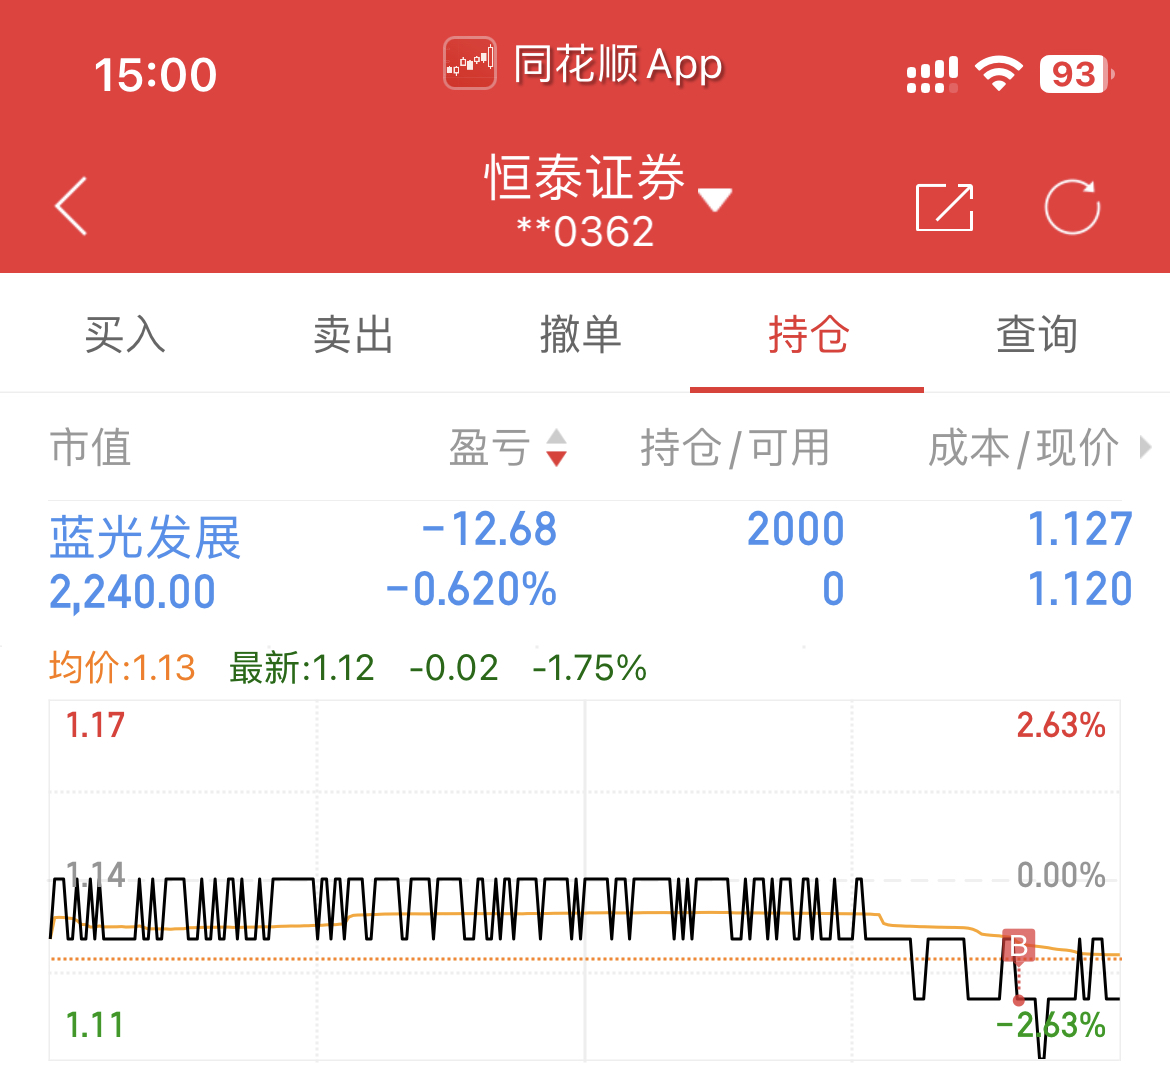 15:00 同花顺App 93
恒泰证券
**0362
买入 卖出 撤单 持仓 查询
市值 盈亏 持仓/可用 成本/现价
蓝光发展 -12.68 2000 1.127
2,240.00 -0.620% 0 1.120
均价:1.13 最新:1.12 -0.02 -1.75%
1.17 2.63%
1.14 0.00%
B
1.11 -2.63%